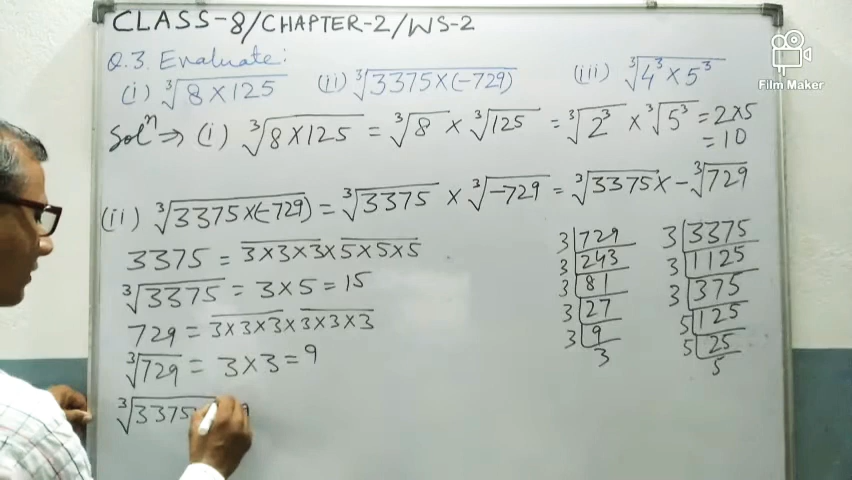 CLASS-8/CHAPTER-2/WS-2
Q.3. Evaluate:
(i) ∛(8×125) (ii) ∛(3375×(-729)) (iii) ∛(4³×5³)
Solⁿ ⇒ (i) ∛(8×125) = ∛8 × ∛125 = ∛2³ × ∛5³ = 2×5
= 10
(ii) ∛(3375×(-729)) = ∛3375 × ∛-729 = ∛3375 × -∛729
3375 = 3×3×3×5×5×5
∛3375 = 3×5 = 15
729 = 3×3×3×3×3×3
∛729 = 3×3 = 9
∛3375
3 729
3 243
3 81
3 27
3 9
3
3 3375
3 1125
3 375
5 125
5 25
5
Film Maker